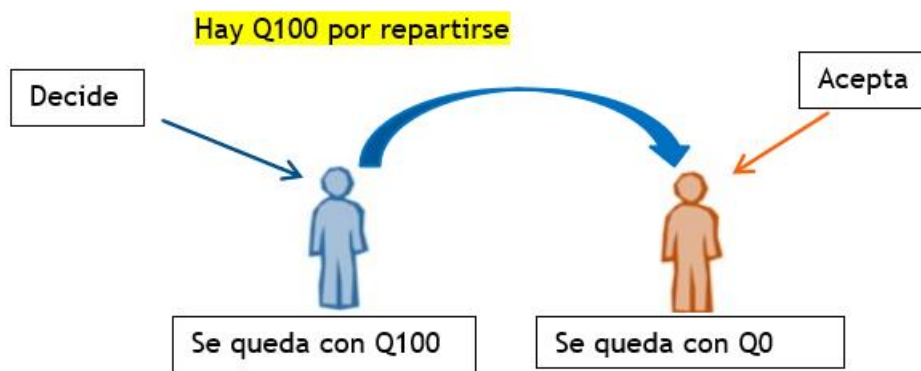 Hay Q100 por repartirse
Decide
Acepta
Se queda con Q100
Se queda con Q0